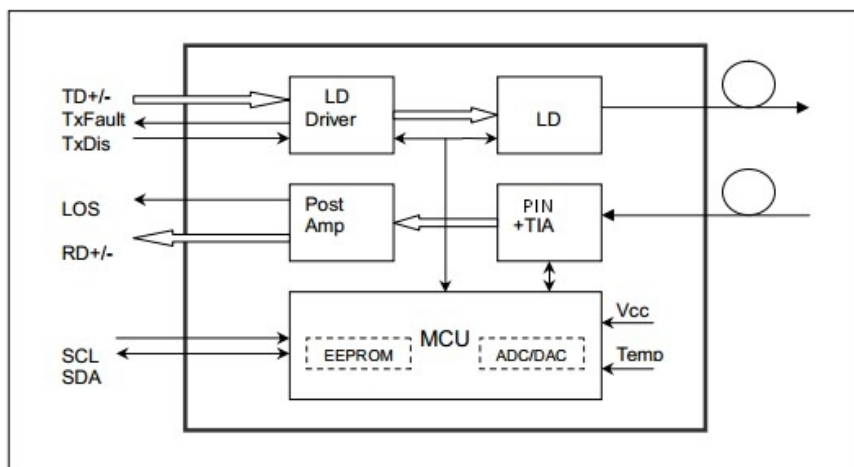 TD+/-
TxFault
TxDis
LD
Driver
LD
LOS
RD+/-
Post
Amp
PIN
+TIA
SCL
SDA
MCU
EEPROM
ADC/DAC
Vcc
Temp